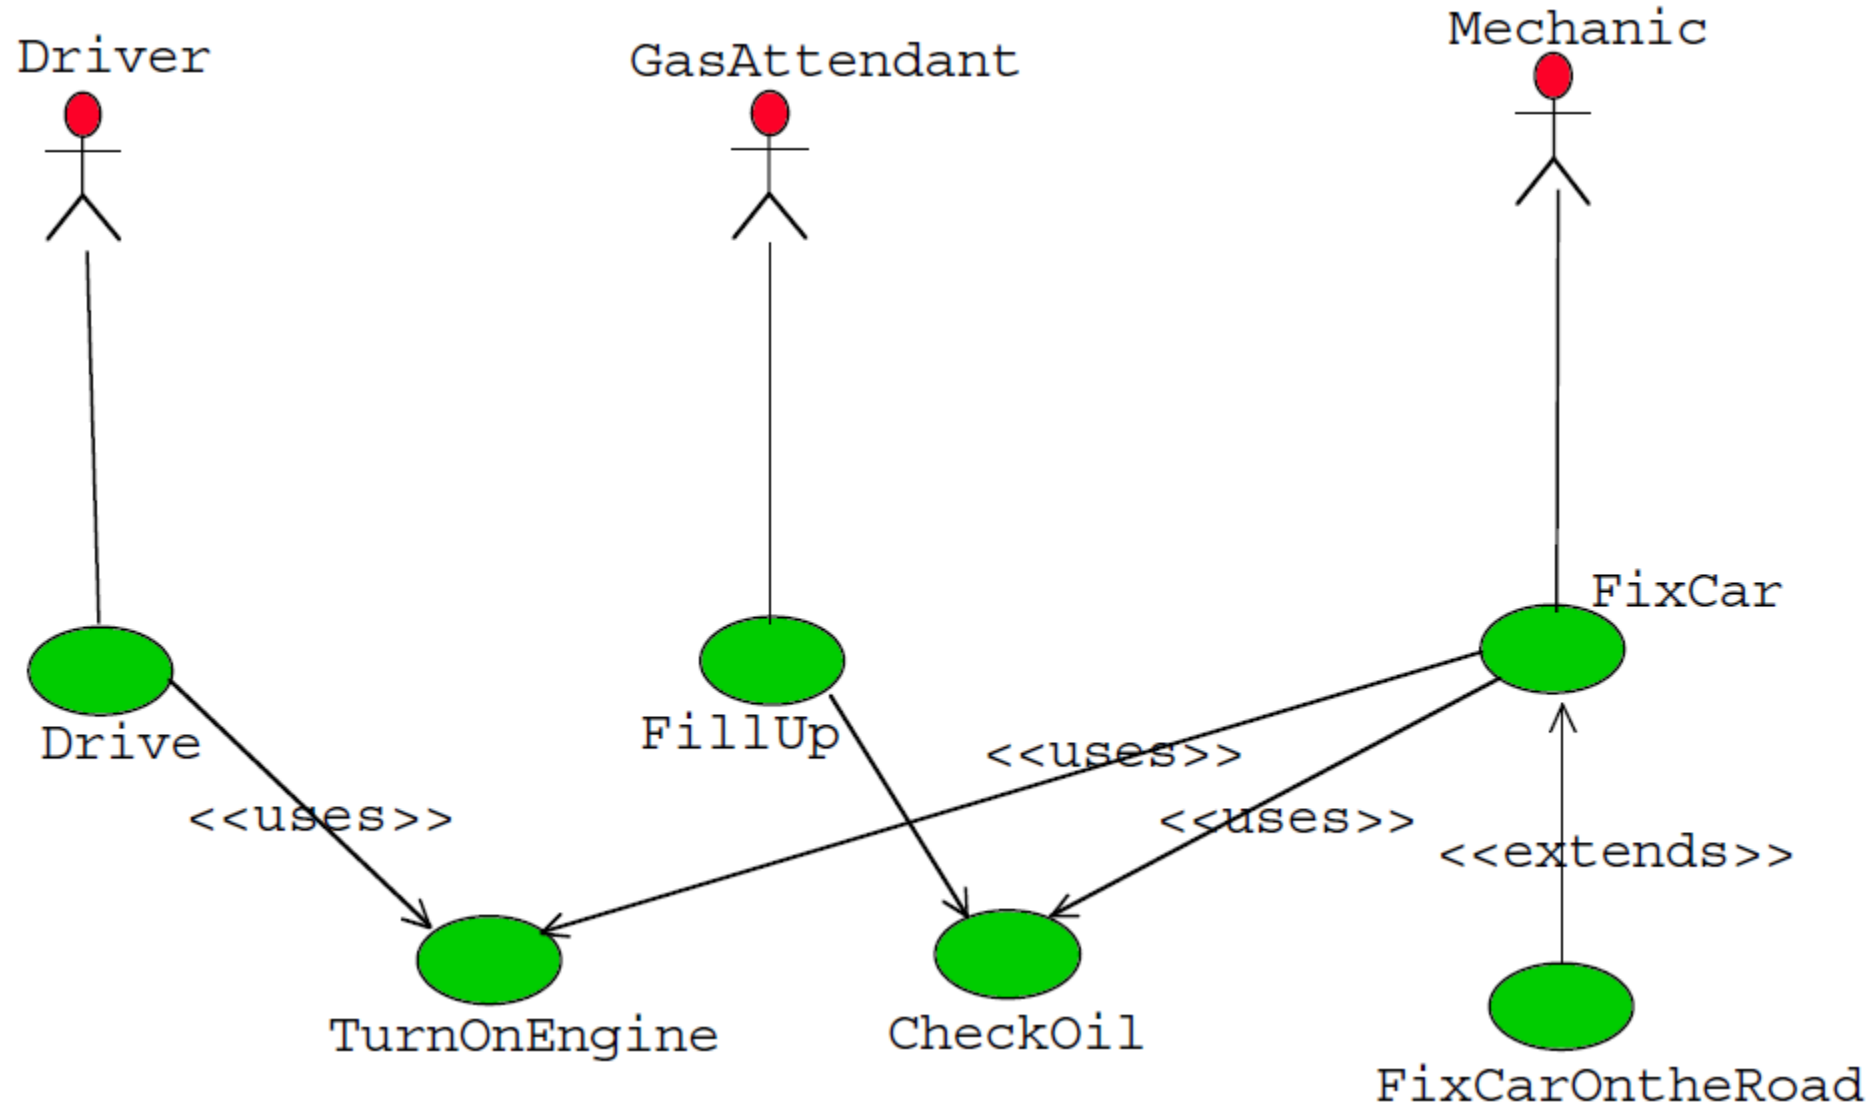 Driver
GasAttendant
Mechanic
FixCar
Drive
FillUp
<<uses>>
<<uses>>
<<uses>>
<<extends>>
TurnOnEngine
CheckOil
FixCarOntheRoad